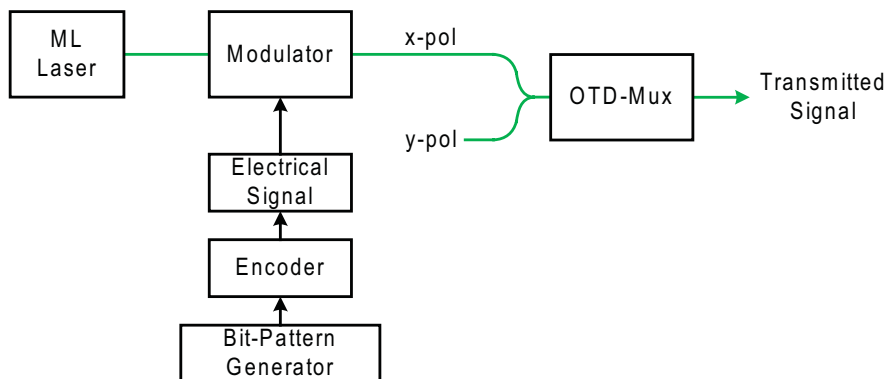 ML
Laser
Modulator
x-pol
y-pol
OTD-Mux
Transmitted
Signal
Electrical
Signal
Encoder
Bit-Pattern
Generator